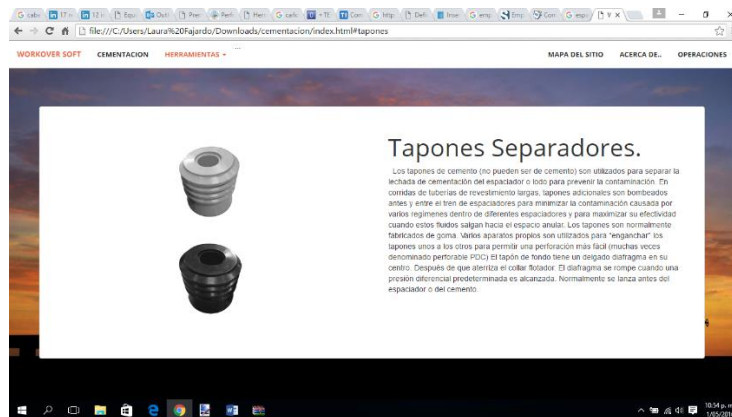 file:///C:/Users/Laura%20Fajardo/Downloads/cementacion/index.html#tapones
WORKOVER SOFT CEMENTACION HERRAMIENTAS MAPA DEL SITIO ACERCA DE.. OPERACIONES
Tapones Separadores.
Los tapones de cemento (no pueden ser de cemento) son utilizados para separar la
lechada de cementación del espaciador o lodo para prevenir la contaminación. En
corridas de tuberías de revestimiento largas, tapones adicionales son bombeados
antes y entre el tren de espaciadores para minimizar la contaminación causada por
varios regímenes dentro de diferentes espaciadores y para maximizar su efectividad
cuando estos fluidos salgan hacia el espacio anular. Los tapones son normalmente
fabricados de goma. Varios aparatos propios son utilizados para "enganchar" los
tapones unos a los otros para permitir una perforación más fácil (muchas veces
denominado perforable PDC) El tapón de fondo tiene un delgado diafragma en su
centro. Después de que aterriza el collar flotador. El diafragma se rompe cuando una
presión diferencial predeterminada es alcanzada. Normalmente se lanza antes del
espaciador o del cemento.
10:54 p. m.